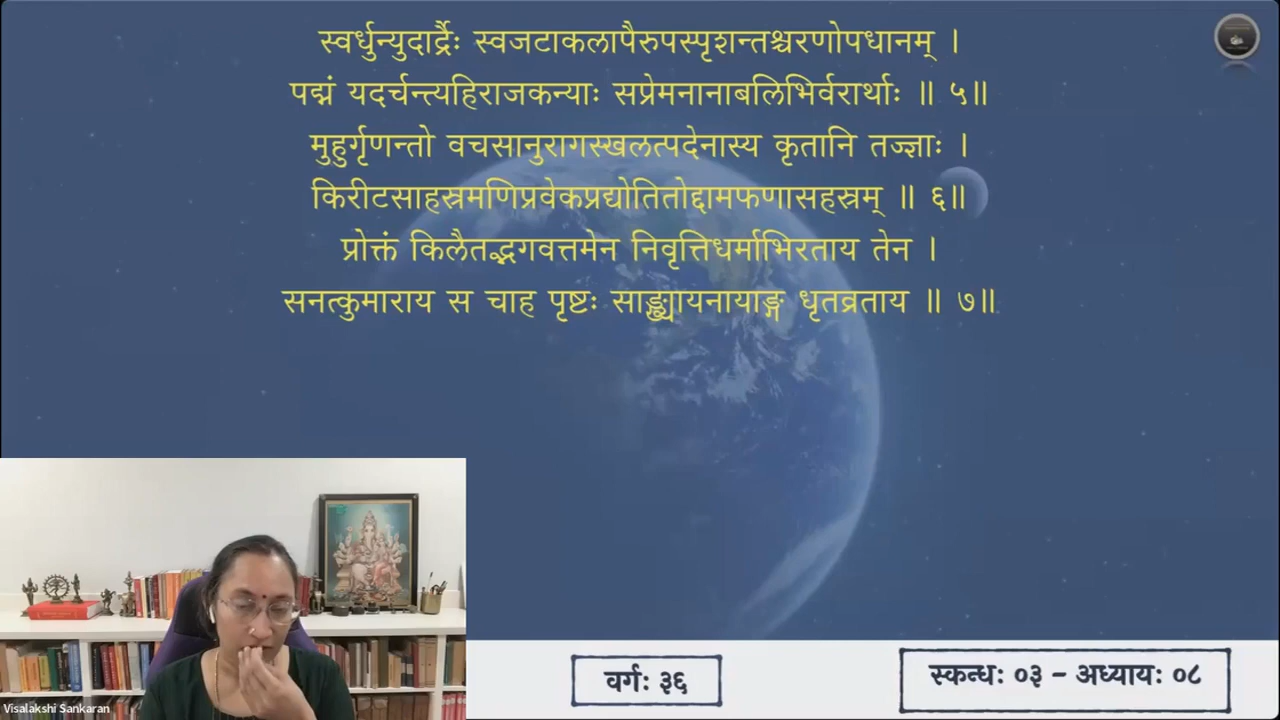 स्वर्धुन्युदार्द्रैः स्वजटाकलापैरुपस्पृशन्तश्चरणोपधानम् ।
पद्मं यदर्चन्त्यहिराजकन्याः सप्रेमनानाबलिभिर्वरार्थाः ॥ ५॥
मुहुर्गृणन्तो वचसानुरागस्खलत्पदेनास्य कृतानि तज्ज्ञाः ।
किरीटसाहस्रमणिप्रवेकप्रद्योतितोद्दामफणासहस्रम् ॥ ६॥
प्रोक्तं किलैतद्भगवत्तमेन निवृत्तिधर्माभिरताय तेन ।
सनत्कुमाराय स चाह पृष्टः साङ्ख्यायनायाङ्ग धृतव्रताय ॥ ७॥
Visalakshi Sankaran
वर्गः ३६
स्कन्धः ०३ - अध्यायः ०८